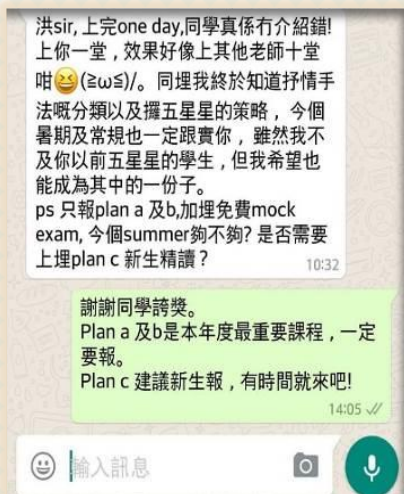 洪sir, 上完one day,同學真係冇介紹錯!
上你一堂，效果好像上其他老師十堂
咁😆(≧ω≦)/。同埋我終於知道抒情手
法嘅分類以及攞五星星的策略，今個
暑期及常規也一定跟實你，雖然我不
及你以前五星星的學生，但我希望也
能成為其中的一份子。
ps 只報plan a 及b,加埋免費mock
exam, 今個summer夠不夠? 是否需要
上埋plan c 新生精讀？
10:32
謝謝同學誇獎。
Plan a 及b是本年度最重要課程，一定
要報。
Plan c 建議新生報，有時間就來吧!
14:05
輸入訊息